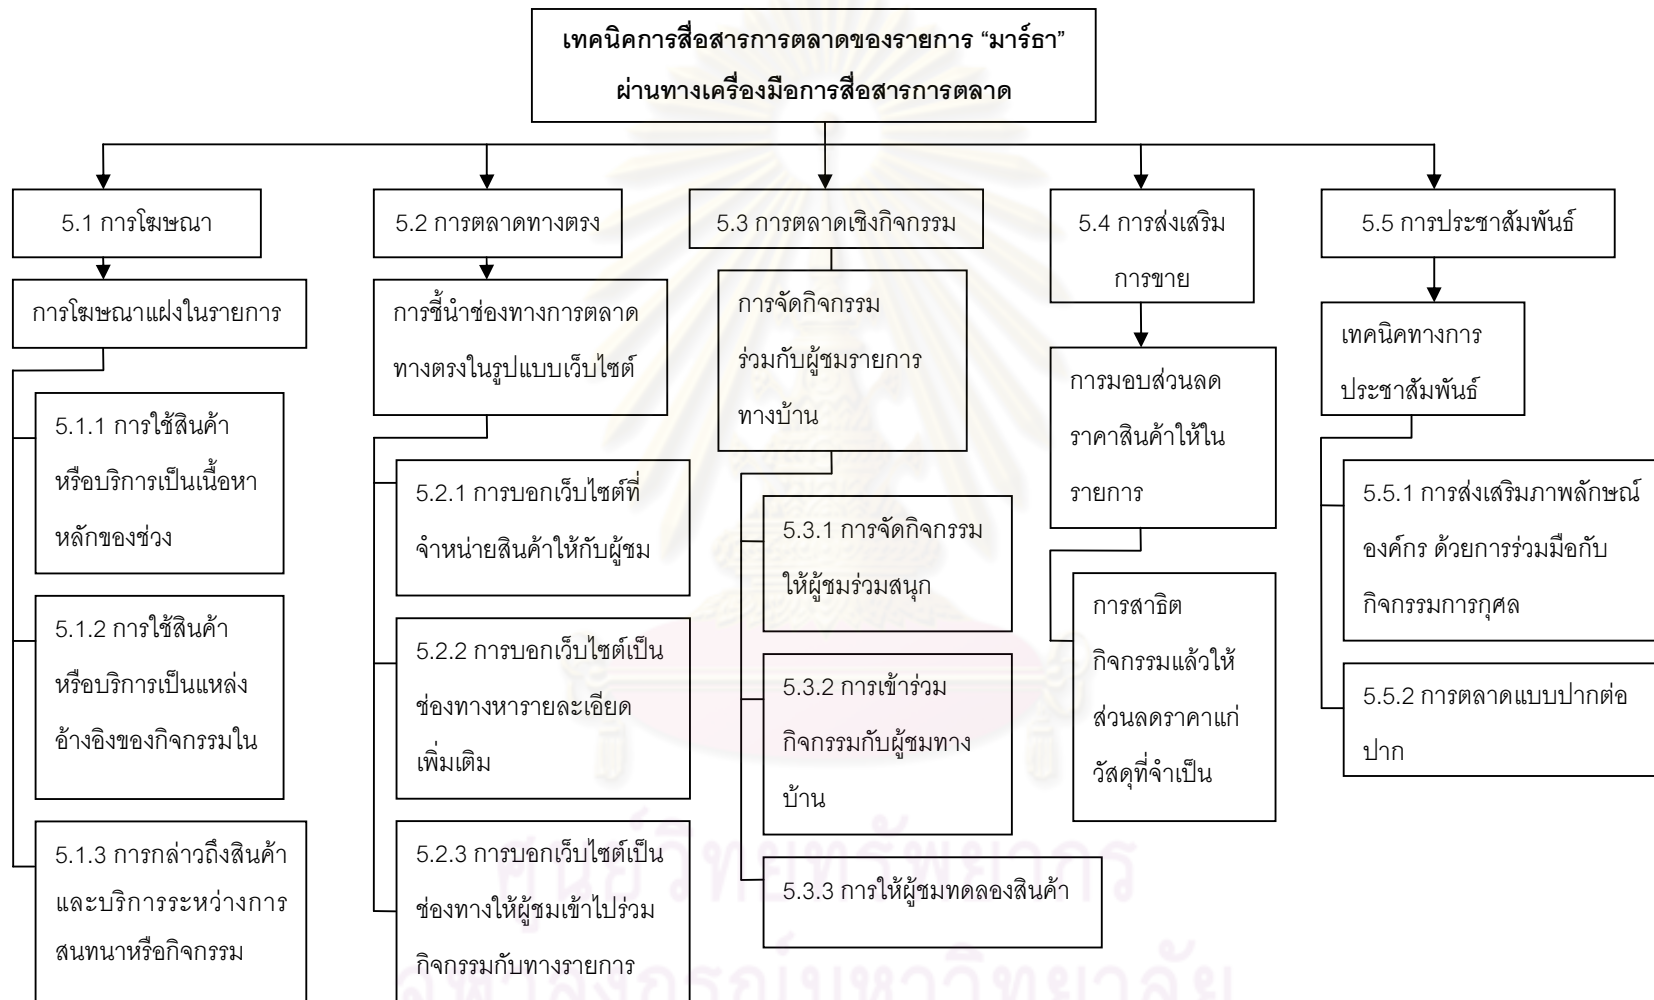 เทคนิคการสื่อสารการตลาดของรายการ “มาร์ธา”
ผ่านทางเครื่องมือการสื่อสารการตลาด
5.1 การโฆษณา
การโฆษณาแฝงในรายการ
5.1.1 การใช้สินค้า
หรือบริการเป็นเนื้อหา
หลักของช่วง
5.1.2 การใช้สินค้า
หรือบริการเป็นแหล่ง
อ้างอิงของกิจกรรมใน
5.1.3 การกล่าวถึงสินค้า
และบริการระหว่างการ
สนทนาหรือกิจกรรม
5.2 การตลาดทางตรง
การชี้นำช่องทางการตลาด
ทางตรงในรูปแบบเว็บไซต์
5.2.1 การบอกเว็บไซต์ที่
จำหน่ายสินค้าให้กับผู้ชม
5.2.2 การบอกเว็บไซต์เป็น
ช่องทางหารายละเอียด
เพิ่มเติม
5.2.3 การบอกเว็บไซต์เป็น
ช่องทางให้ผู้ชมเข้าไปร่วม
กิจกรรมกับทางรายการ
5.3 การตลาดเชิงกิจกรรม
การจัดกิจกรรม
ร่วมกับผู้ชมรายการ
ทางบ้าน
5.3.1 การจัดกิจกรรม
ให้ผู้ชมร่วมสนุก
5.3.2 การเข้าร่วม
กิจกรรมกับผู้ชมทาง
บ้าน
5.3.3 การให้ผู้ชมทดลองสินค้า
5.4 การส่งเสริม
การขาย
การมอบส่วนลด
ราคาสินค้าให้ใน
รายการ
การสาธิต
กิจกรรมแล้วให้
ส่วนลดราคาแก่
วัสดุที่จำเป็น
5.5 การประชาสัมพันธ์
เทคนิคทางการ
ประชาสัมพันธ์
5.5.1 การส่งเสริมภาพลักษณ์
องค์กร ด้วยการร่วมมือกับ
กิจกรรมการกุศล
5.5.2 การตลาดแบบปากต่อ
ปาก
ศูนย์วิทยทรัพยากร
จุฬาลงกรณ์มหาวิทยาลัย